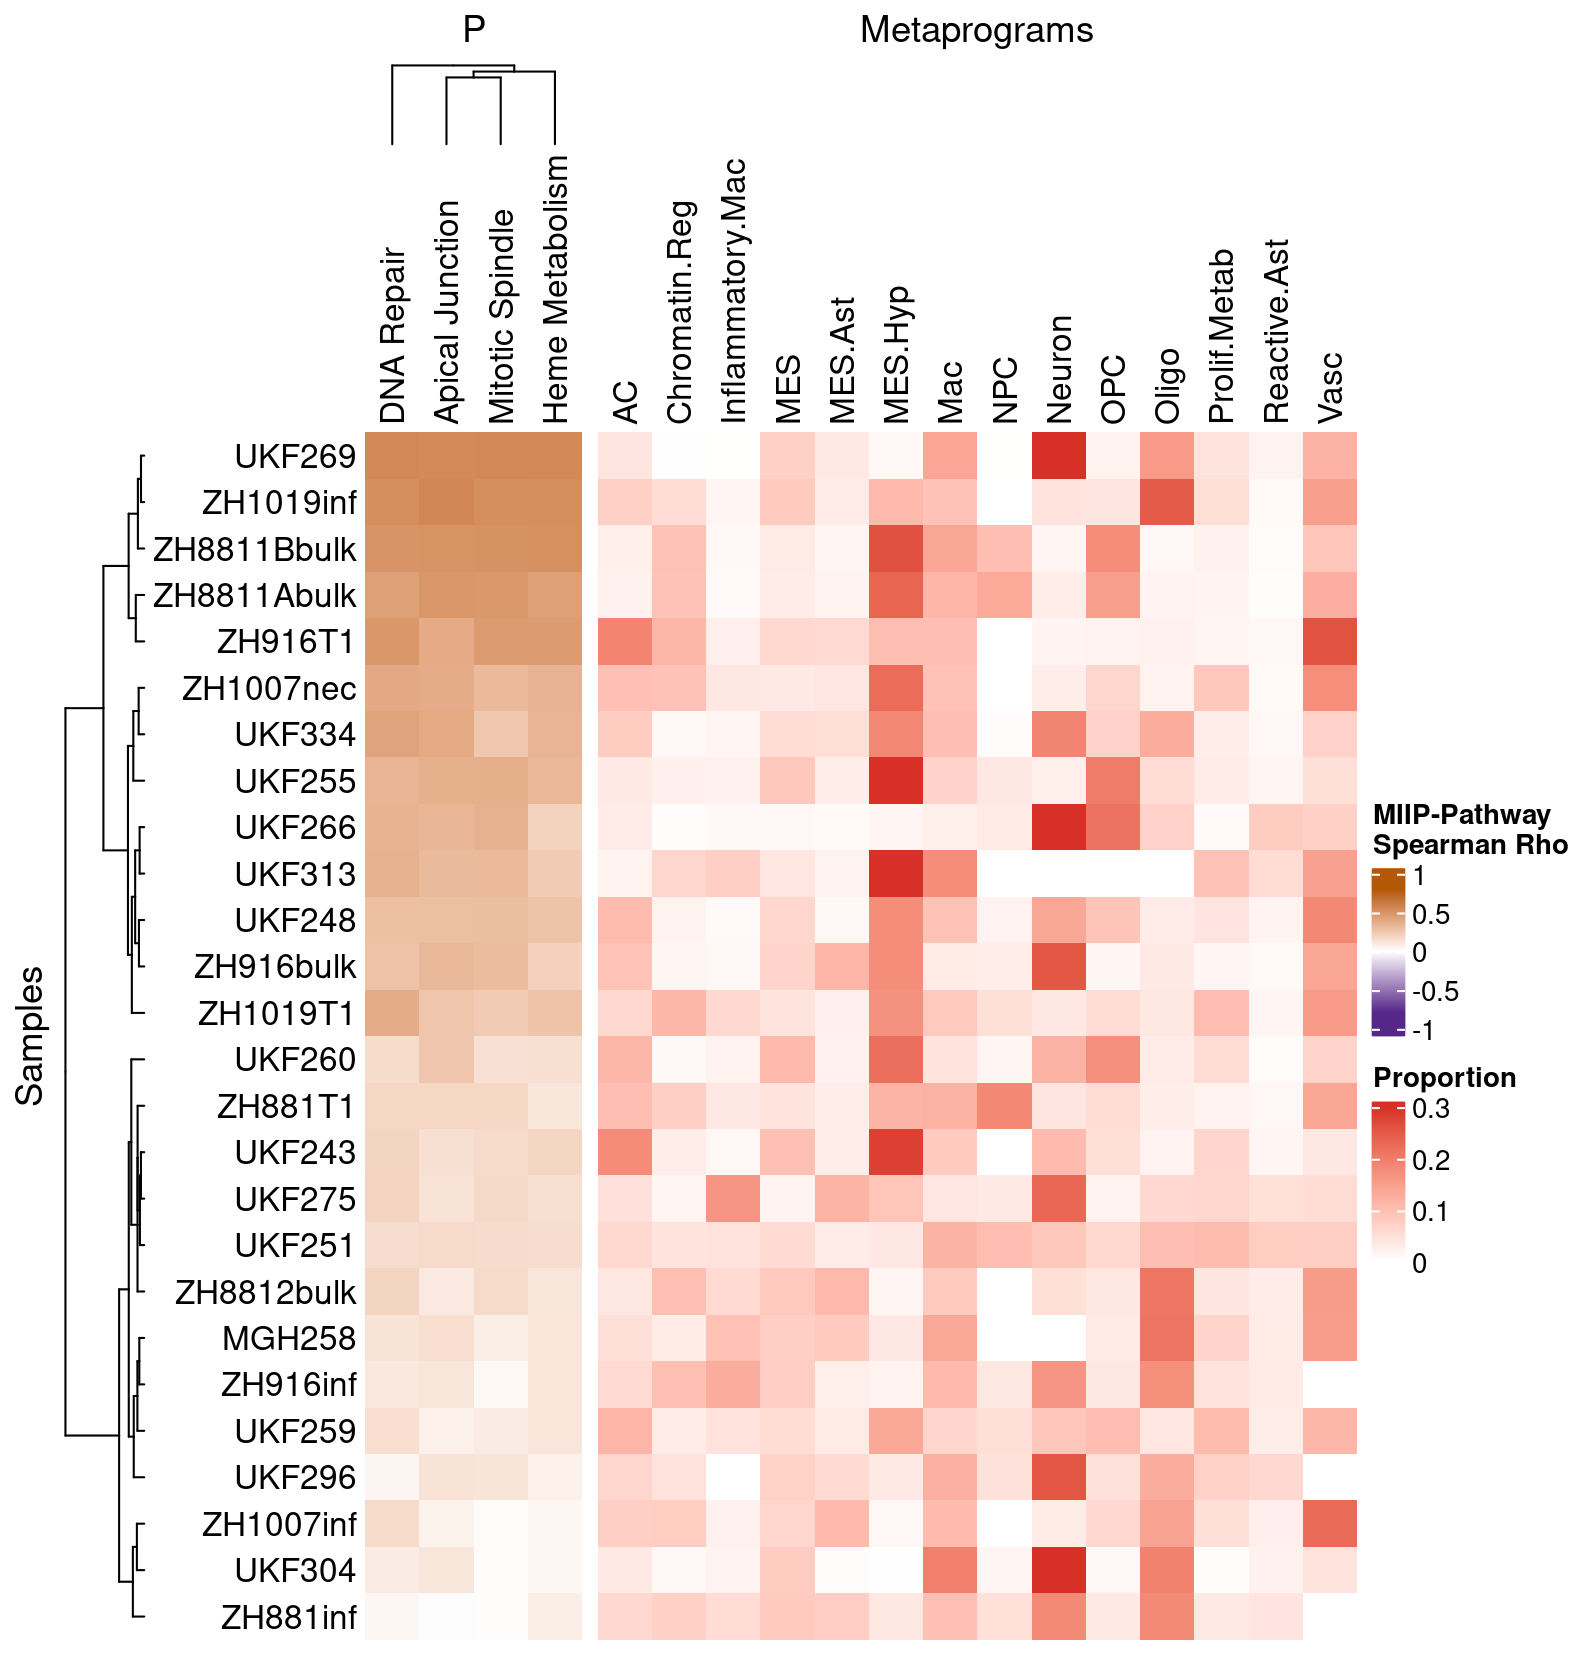 P
Metaprograms
DNA Repair
Apical Junction
Mitotic Spindle
Heme Metabolism
AC
Chromatin.Reg
Inflammatory.Mac
MES
MES.Ast
MES.Hyp
Mac
NPC
Neuron
OPC
Oligo
Prolif.Metab
Reactive.Ast
Vasc
Samples
UKF269
ZH1019inf
ZH8811Bbulk
ZH8811Abulk
ZH916T1
ZH1007nec
UKF334
UKF255
UKF266
UKF313
UKF248
ZH916bulk
ZH1019T1
UKF260
ZH881T1
UKF243
UKF275
UKF251
ZH8812bulk
MGH258
ZH916inf
UKF259
UKF296
ZH1007inf
UKF304
ZH881inf
MIIP-Pathway
Spearman Rho
1
0.5
0
-0.5
-1
Proportion
0.3
0.2
0.1
0